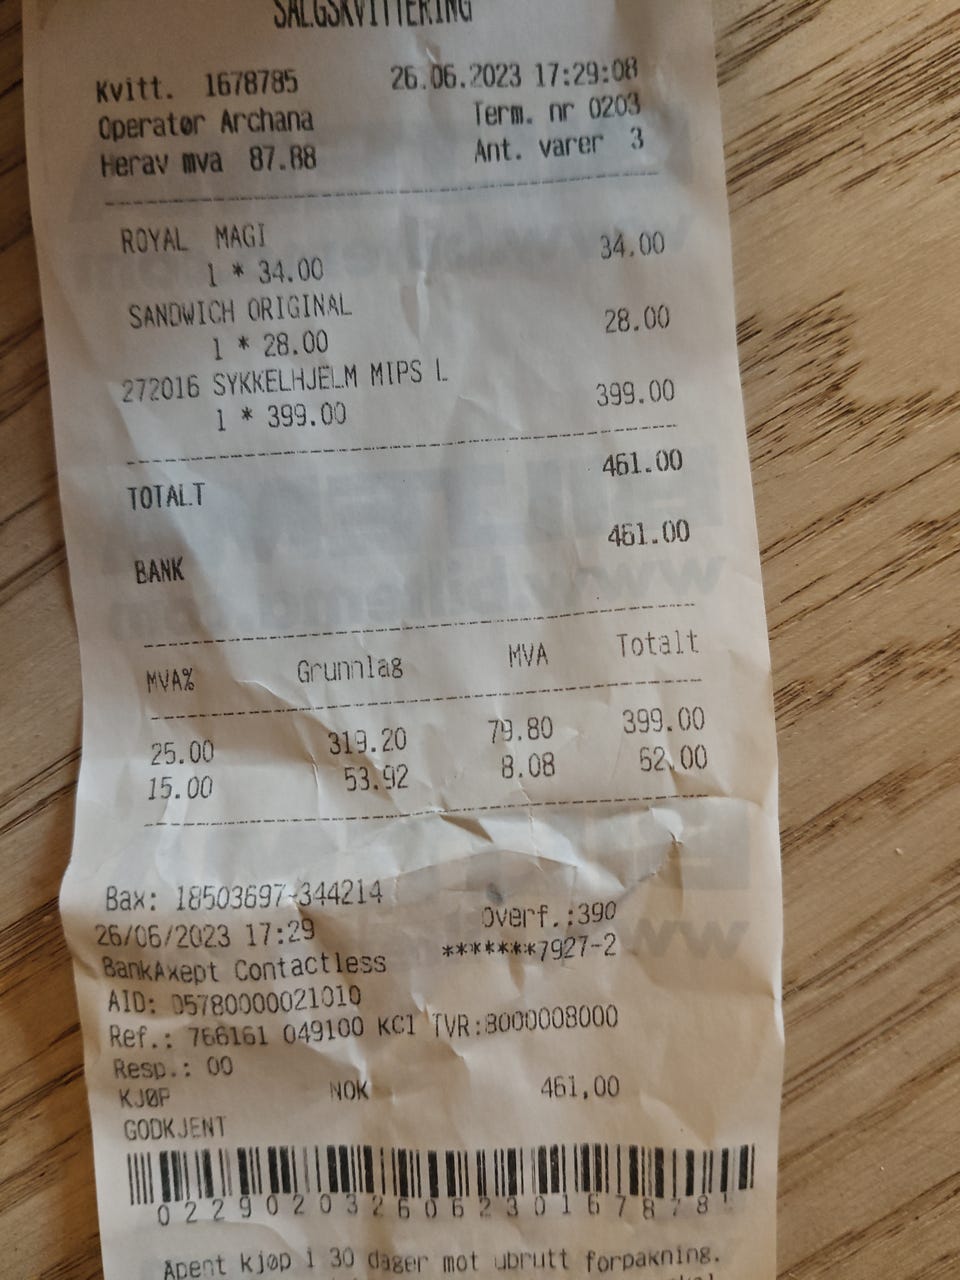 SALGSKVITTERING
Kvitt. 1678785 26.06.2023 17:29:08
Operatør Archana Term. nr 0203
Herav mva 87.88 Ant. varer 3
ROYAL MAGI 34.00
1 * 34.00
SANDWICH ORIGINAL 28.00
1 * 28.00
272016 SYKKELHJELM MIPS L 399.00
1 * 399.00
TOTALT 461.00
BANK 461.00
MVA% Grunnlag MVA Totalt
25.00 319.20 79.80 399.00
15.00 53.92 8.08 62.00
Bax: 18503697-344214
26/06/2023 17:29 Overf.:390
BankAxept Contactless *******7927-2
AID: D5780000021010
Ref.: 766161 049100 KC1 TVR:8000008000
Resp.: 00
KJØP NOK 461,00
GODKJENT
Åpent kjøp i 30 dager mot ubrutt forpakning.